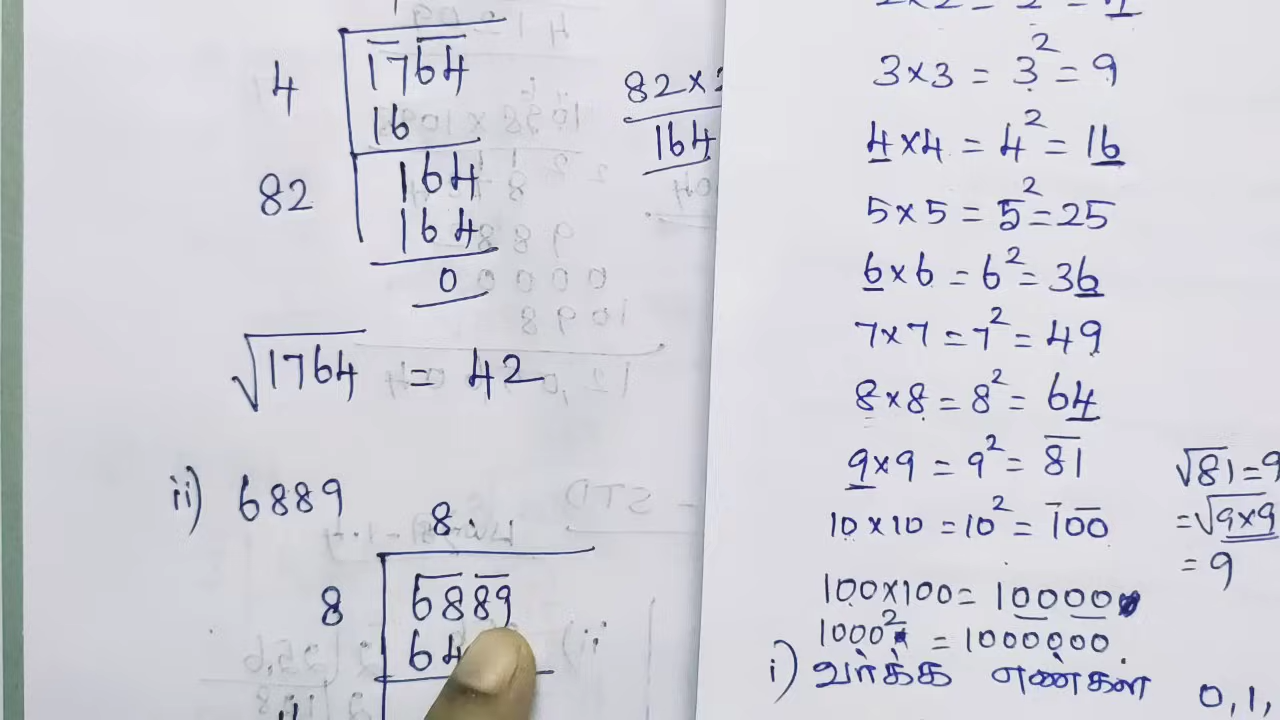 4 1764
16
82 164
164
0
82×
164
√1764 = 42
ii) 6889
8
8 6889
64
3×3 = 3² = 9
4×4 = 4² = 16
5×5 = 5² = 25
6×6 = 6² = 36
7×7 = 7² = 49
8×8 = 8² = 64
9×9 = 9² = 81
10×10 = 10² = 100
100×100 = 10000
1000² = 1000000
√81 = 9
= √9×9
= 9
i) வர்க்க எண்கள் 0, 1,